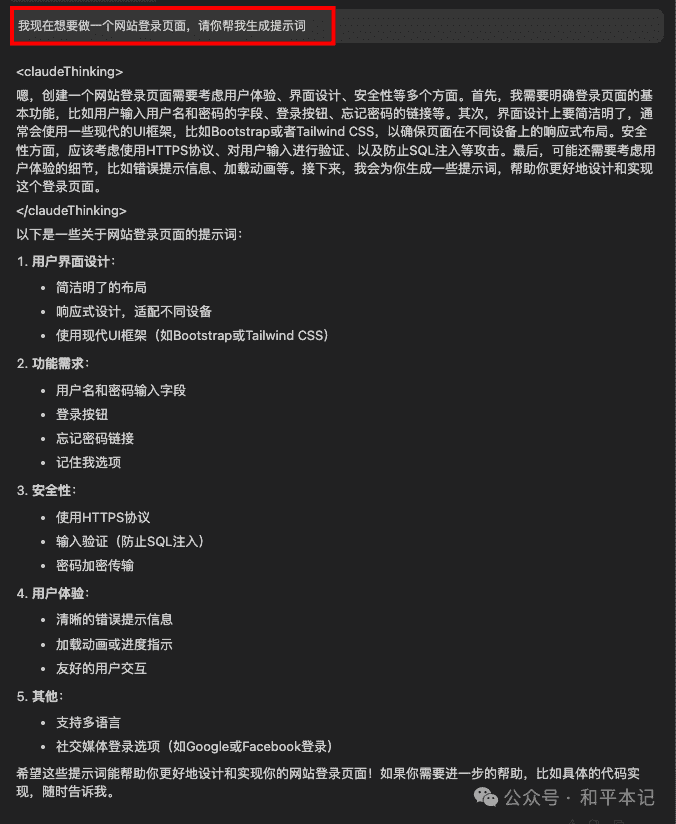 我现在想要做一个网站登录页面，请你帮我生成提示词
<claudeThinking>
嗯，创建一个网站登录页面需要考虑用户体验、界面设计、安全性等多个方面。首先，我需要明确登录页面的基
本功能，比如用户输入用户名和密码的字段、登录按钮、忘记密码的链接等。其次，界面设计上要简洁明了，通
常会使用一些现代的UI框架，比如Bootstrap或者Tailwind CSS，以确保页面在不同设备上的响应式布局。安全
性方面，应该考虑使用HTTPS协议、对用户输入进行验证、以及防止SQL注入等攻击。最后，可能还需要考虑用
户体验的细节，比如错误提示信息、加载动画等。接下来，我会为你生成一些提示词，帮助你更好地设计和实现
这个登录页面。
</claudeThinking>
以下是一些关于网站登录页面的提示词：
1. 用户界面设计：
• 简洁明了的布局
• 响应式设计，适配不同设备
• 使用现代UI框架（如Bootstrap或Tailwind CSS）
2. 功能需求：
• 用户名和密码输入字段
• 登录按钮
• 忘记密码链接
• 记住我选项
3. 安全性：
• 使用HTTPS协议
• 输入验证（防止SQL注入）
• 密码加密传输
4. 用户体验：
• 清晰的错误提示信息
• 加载动画或进度指示
• 友好的用户交互
5. 其他：
• 支持多语言
• 社交媒体登录选项（如Google或Facebook登录）
希望这些提示词能帮助你更好地设计和实现你的网站登录页面！如果你需要进一步的帮助，比如具体的代码实
现，随时告诉我。
公众号 · 和平本记